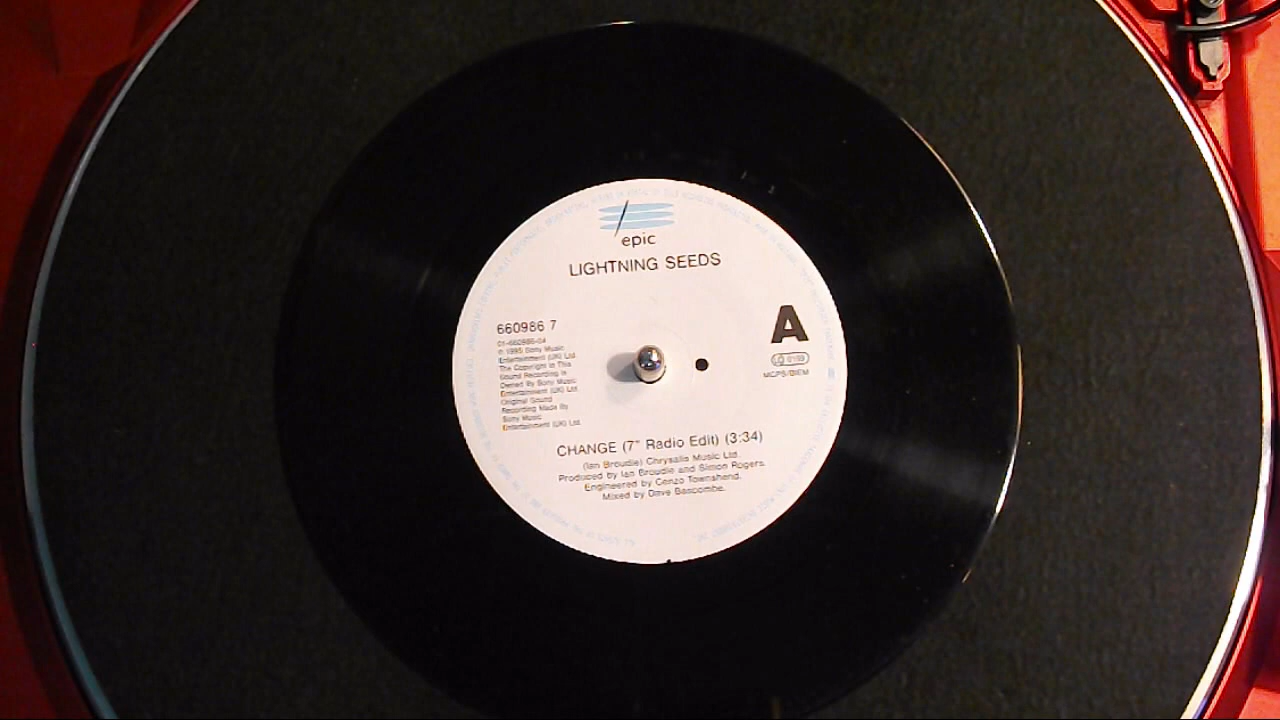 epic
LIGHTNING SEEDS
660986 7
01-660986-04
℗ 1995 Sony Music
Entertainment (UK) Ltd.
The Copyright in This
Sound Recording is
Owned By Sony Music
Entertainment (UK) Ltd.
Original Sound
Recording Made By
Sony Music
Entertainment (UK) Ltd.
A
LC 0199
MCPS/BIEM
CHANGE (7" Radio Edit) (3:34)
(Ian Broudie) Chrysalis Music Ltd.
Produced by Ian Broudie and Simon Rogers.
Engineered by Cenzo Townshend.
Mixed by Dave Bascombe.